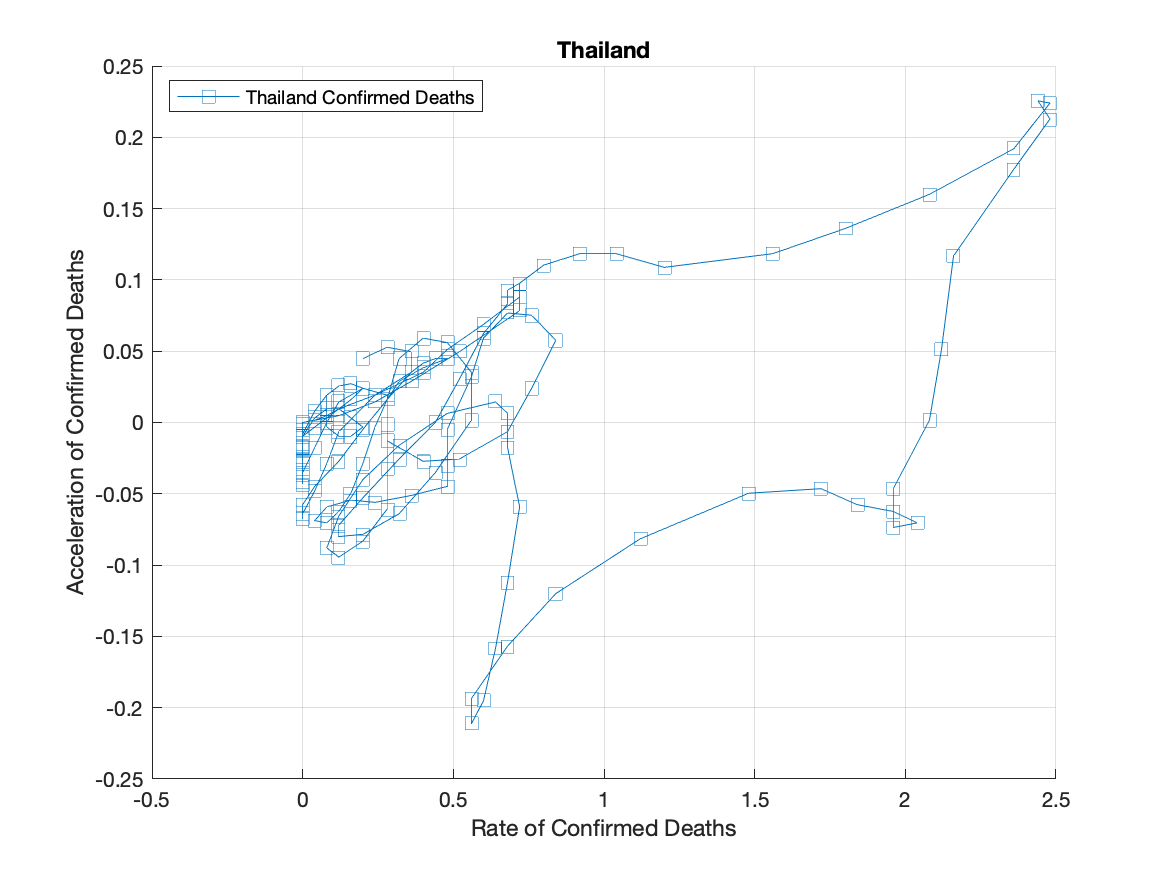 Thailand
Thailand Confirmed Deaths
0.25
0.2
0.15
0.1
0.05
0
-0.05
-0.1
-0.15
-0.2
-0.25
Acceleration of Confirmed Deaths
-0.5 0 0.5 1 1.5 2 2.5
Rate of Confirmed Deaths